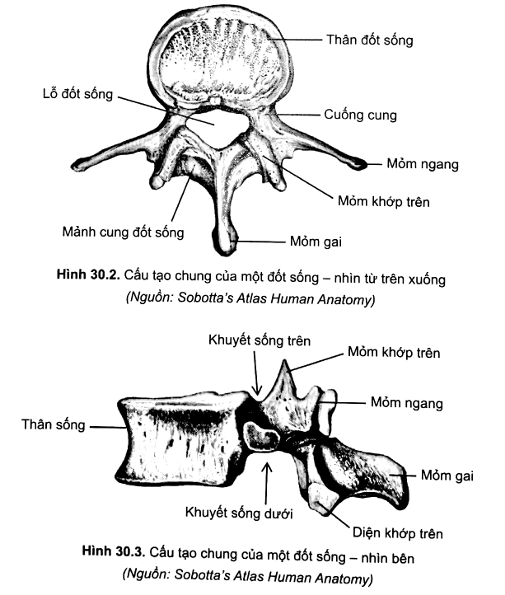 Thân đốt sống
Lỗ đốt sống
Cuống cung
Mỏm ngang
Mỏm khớp trên
Mảnh cung đốt sống
Mỏm gai
Hình 30.2. Cấu tạo chung của một đốt sống – nhìn từ trên xuống
(Nguồn: Sobotta's Atlas Human Anatomy)
Khuyết sống trên
Mỏm khớp trên
Mỏm ngang
Thân sống
Mỏm gai
Khuyết sống dưới
Diện khớp trên
Hình 30.3. Cấu tạo chung của một đốt sống – nhìn bên
(Nguồn: Sobotta's Atlas Human Anatomy)